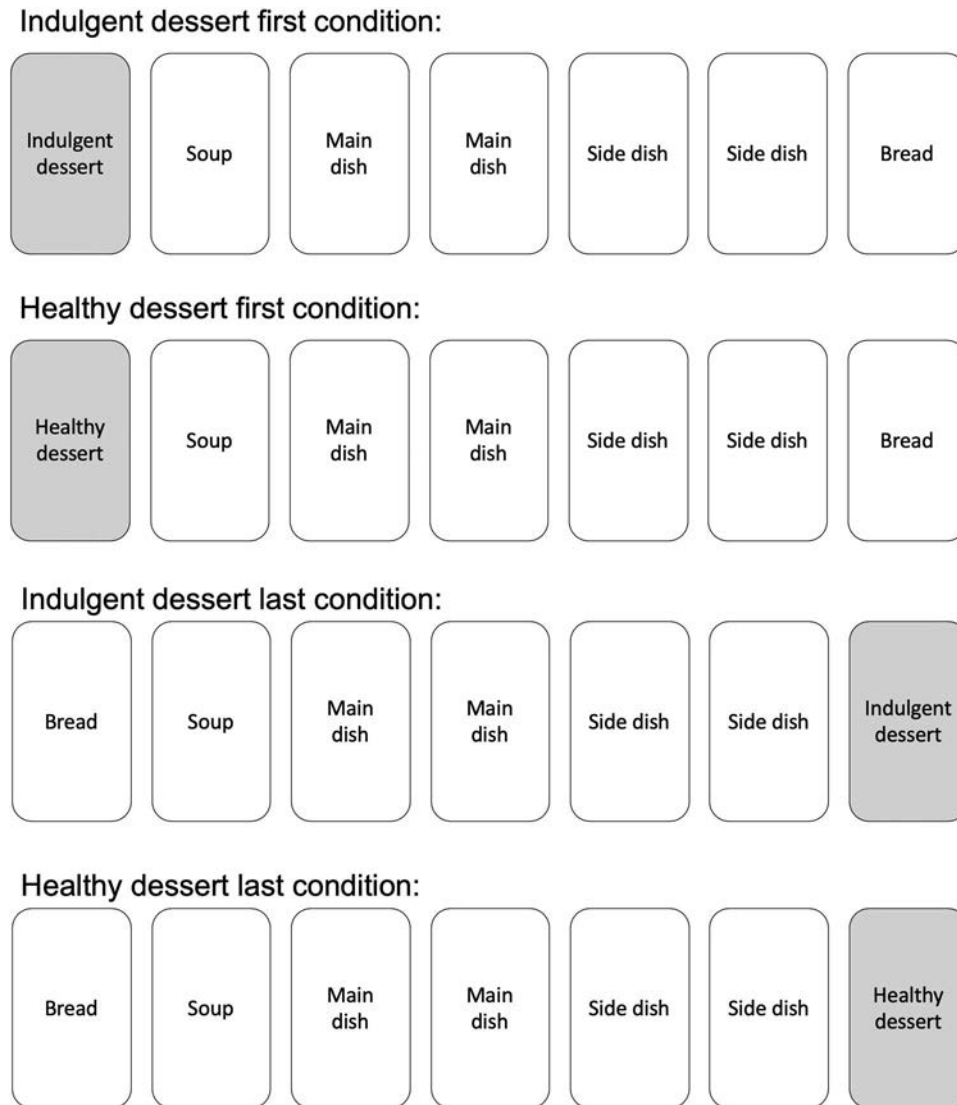 Indulgent dessert first condition:
Indulgent
dessert
Soup
Main
dish
Main
dish
Side dish
Side dish
Bread
Healthy dessert first condition:
Healthy
dessert
Soup
Main
dish
Main
dish
Side dish
Side dish
Bread
Indulgent dessert last condition:
Bread
Soup
Main
dish
Main
dish
Side dish
Side dish
Indulgent
dessert
Healthy dessert last condition:
Bread
Soup
Main
dish
Main
dish
Side dish
Side dish
Healthy
dessert